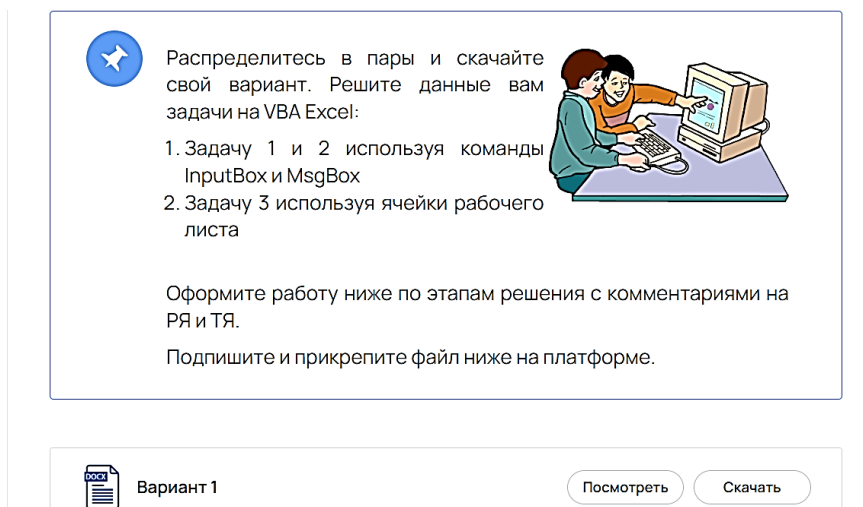 Распределитесь в пары и скачайте
свой вариант. Решите данные вам
задачи на VBA Excel:
1. Задачу 1 и 2 используя команды
InputBox и MsgBox
2. Задачу 3 используя ячейки рабочего
листа
Оформите работу ниже по этапам решения с комментариями на
РЯ и ТЯ.
Подпишите и прикрепите файл ниже на платформе.
DOCX
Вариант 1
Посмотреть
Скачать